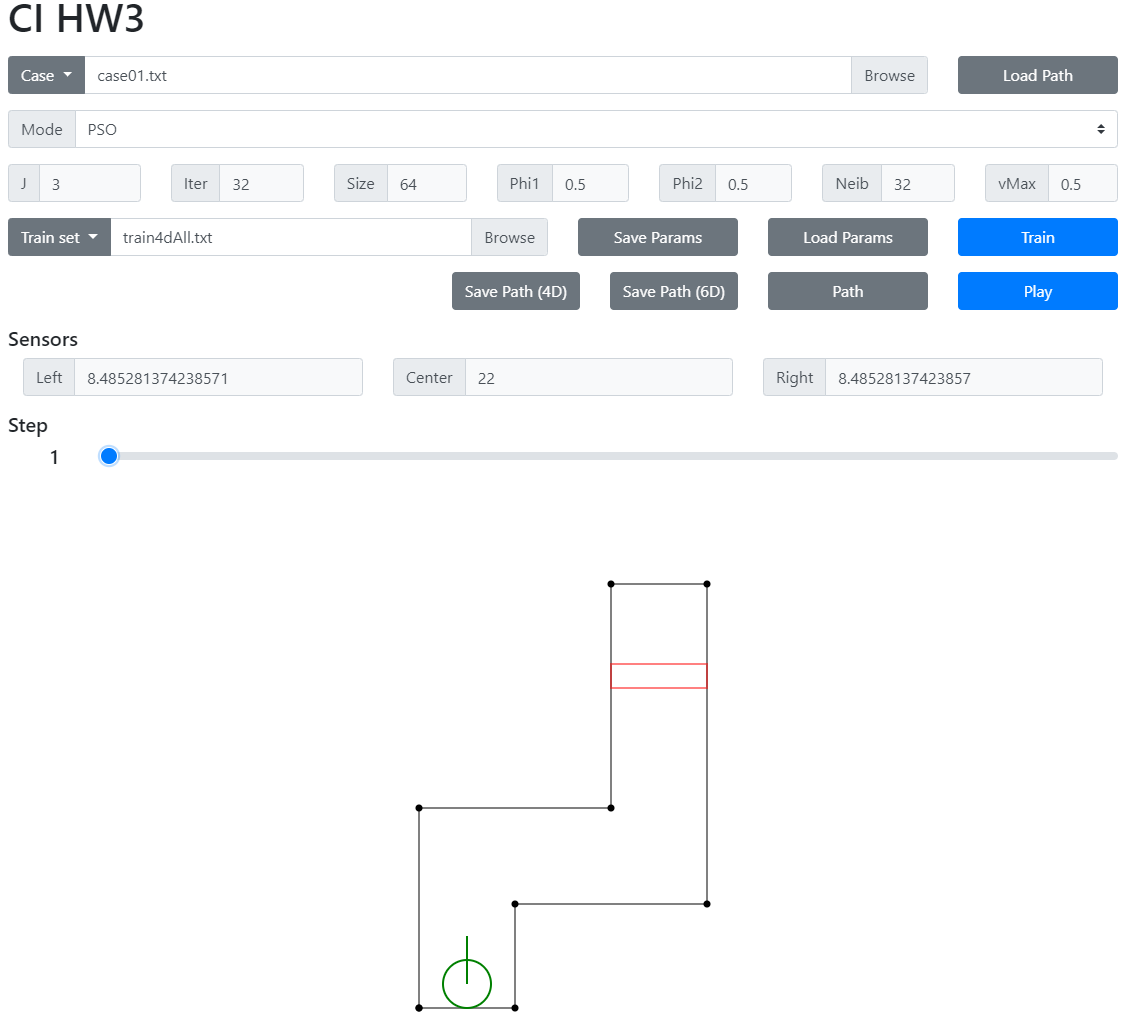 CI HW3
Case case01.txt Browse Load Path
Mode PSO
J 3 Iter 32 Size 64 Phi1 0.5 Phi2 0.5 Neib 32 vMax 0.5
Train set train4dAll.txt Browse Save Params Load Params Train
Save Path (4D) Save Path (6D) Path Play
Sensors
Left 8.485281374238571 Center 22 Right 8.48528137423857
Step
1